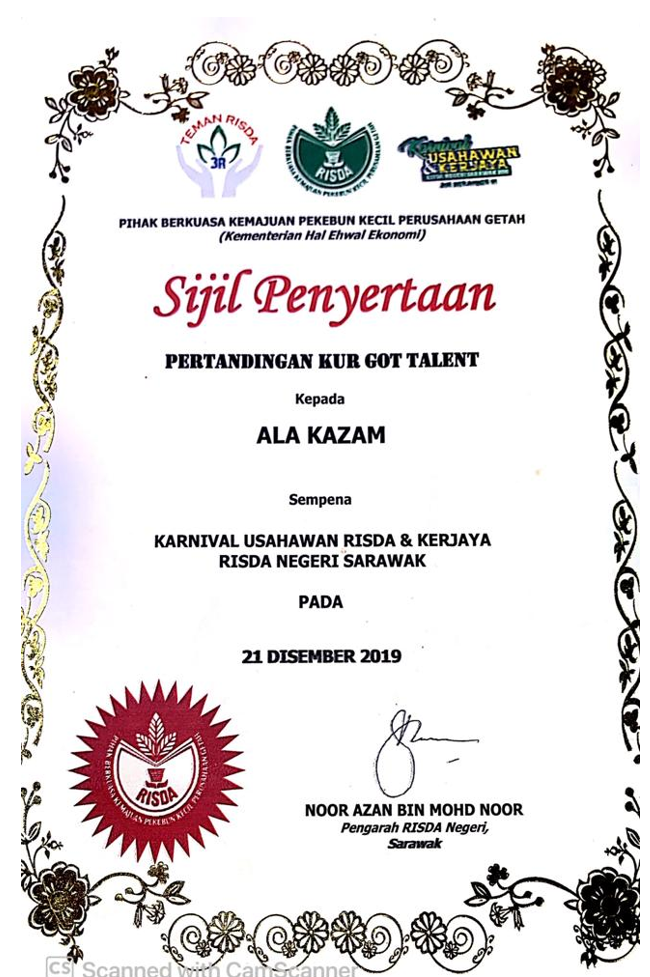 TEMAN RISDA
3R
PIHAK BERKUASA KEMAJUAN PEKEBUN KECIL PERUSAHAAN GETAH
RISDA
Karnival
USAHAWAN
& KERJAYA
PIHAK BERKUASA KEMAJUAN PEKEBUN KECIL PERUSAHAAN GETAH
(Kementerian Hal Ehwal Ekonomi)
Sijil Penyertaan
PERTANDINGAN KUR GOT TALENT
Kepada
ALA KAZAM
Sempena
KARNIVAL USAHAWAN RISDA & KERJAYA
RISDA NEGERI SARAWAK
PADA
21 DISEMBER 2019
PIHAK BERKUASA KEMAJUAN PEKEBUN KECIL PERUSAHAAN GETAH
RISDA
NOOR AZAN BIN MOHD NOOR
Pengarah RISDA Negeri,
Sarawak
CS Scanned with CamScanner